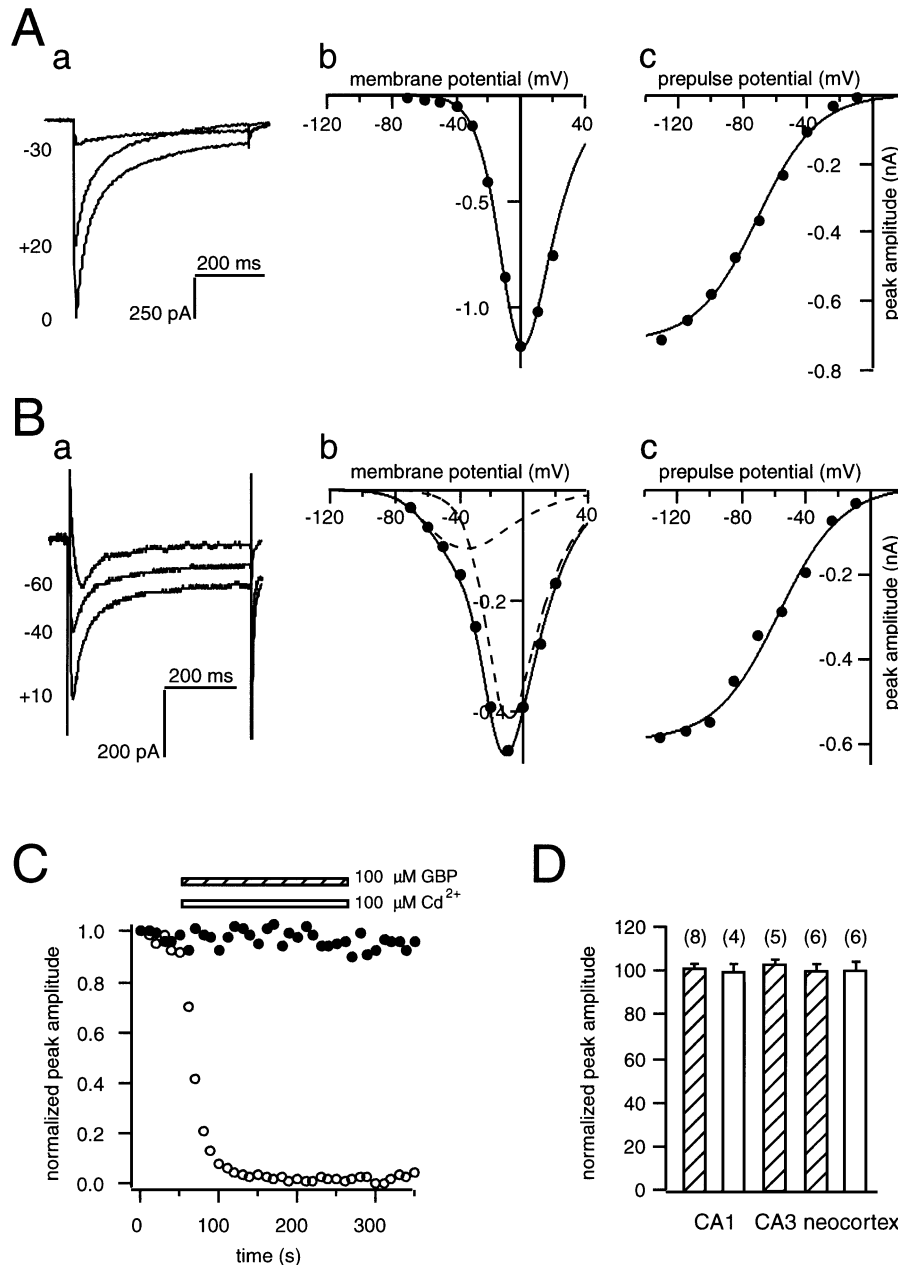 A
a
-30
+20
0
200 ms
250 pA
b
membrane potential (mV)
-120 -80 -40 40
-0.5
-1.0
c
prepulse potential (mV)
-120 -80 -40
-0.2
-0.4
-0.6
-0.8
peak amplitude (nA)
B
a
-60
-40
+10
200 ms
200 pA
b
membrane potential (mV)
-120 -80 -40 40
-0.2
-0.4
c
prepulse potential (mV)
-120 -80 -40
-0.2
-0.4
-0.6
peak amplitude (nA)
C
100 µM GBP
100 µM Cd2+
normalized peak amplitude
1.0
0.8
0.6
0.4
0.2
0.0
0 100 200 300
time (s)
D
normalized peak amplitude
120
100
80
60
40
20
0
(8) (4) (5) (6) (6)
CA1 CA3 neocortex